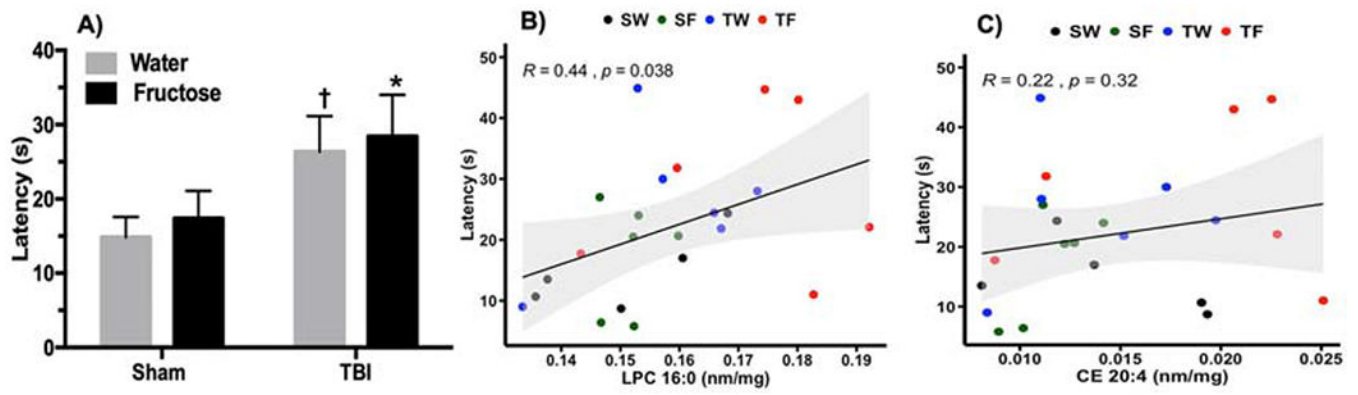 A)
40
30
20
10
0
Latency (s)
Water
Fructose
†
*
Sham
TBI
B)
SW SF TW TF
R = 0.44 , p = 0.038
50
40
30
20
10
Latency (s)
0.14 0.15 0.16 0.17 0.18 0.19
LPC 16:0 (nm/mg)
C)
SW SF TW TF
R = 0.22 , p = 0.32
50
40
30
20
10
Latency (s)
0.010 0.015 0.020 0.025
CE 20:4 (nm/mg)